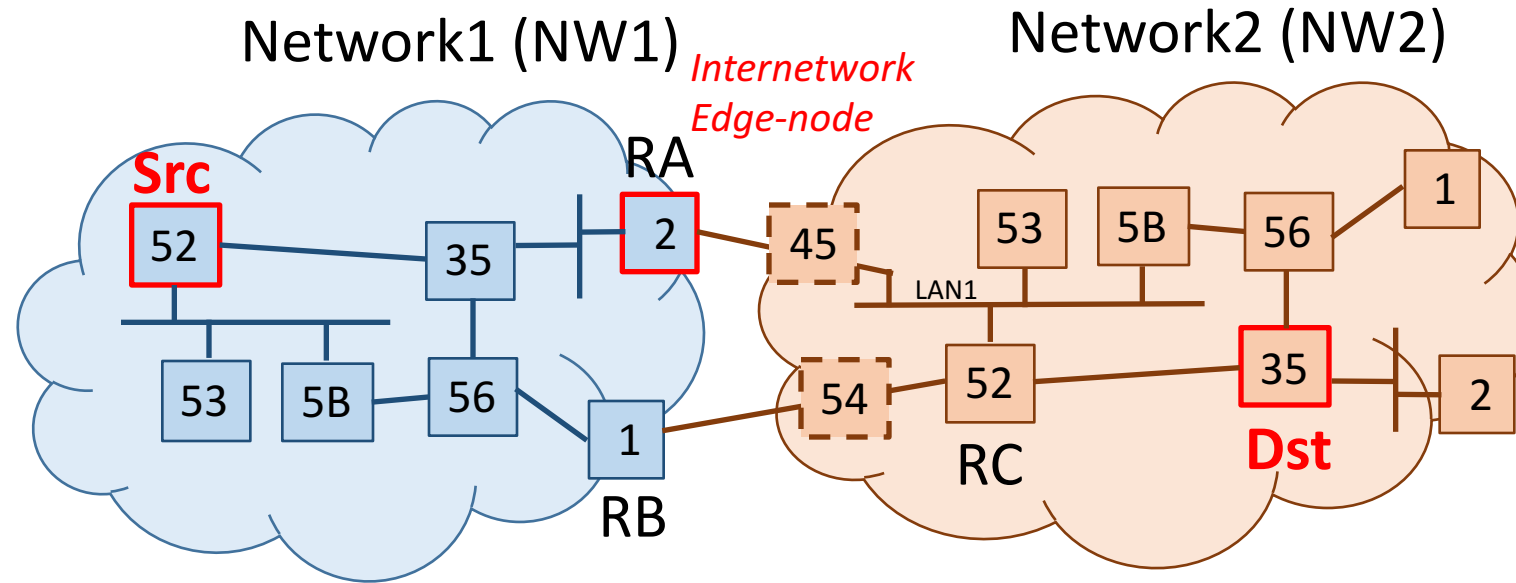 Network1 (NW1)
Network2 (NW2)
Internetwork
Edge-node
RA
Src
52
35
2
45
53
5B
56
1
LAN1
53
5B
56
1
54
52
35
2
RB
RC
Dst